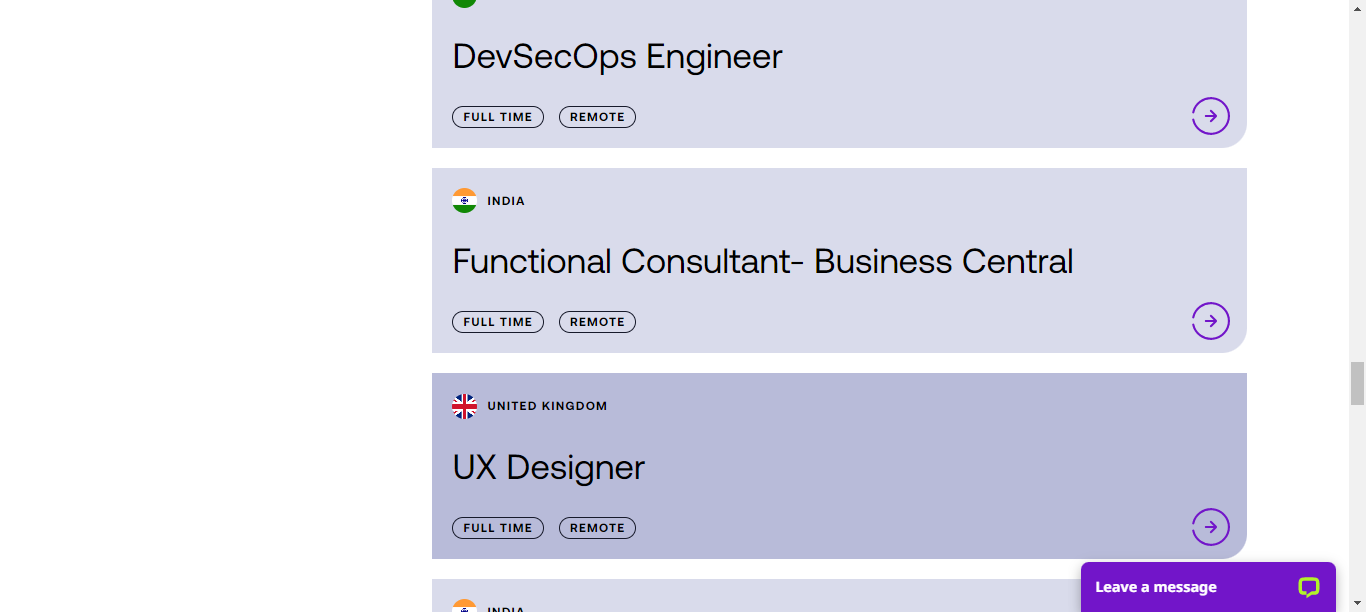 DevSecOps Engineer
FULL TIME REMOTE
INDIA
Functional Consultant- Business Central
FULL TIME REMOTE
UNITED KINGDOM
UX Designer
FULL TIME REMOTE
Leave a message
INDIA